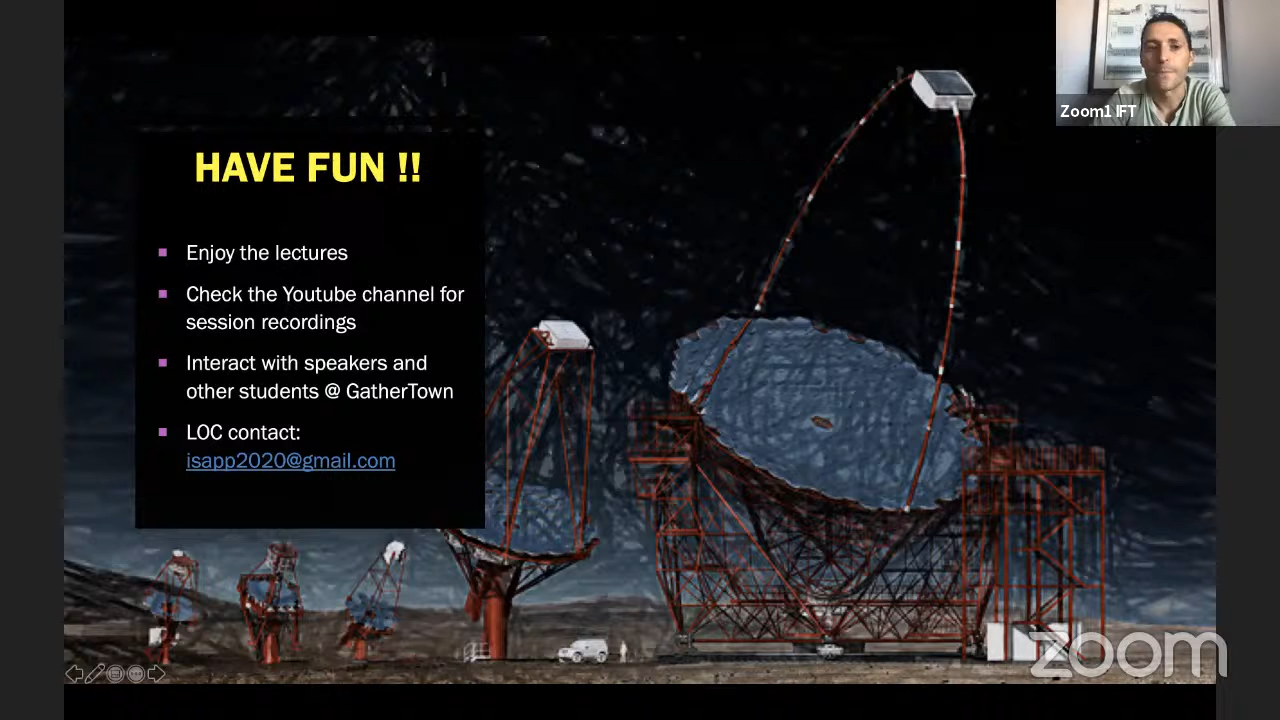 Zoom1 IFT
HAVE FUN !!
Enjoy the lectures
Check the Youtube channel for
session recordings
Interact with speakers and
other students @ GatherTown
LOC contact:
isapp2020@gmail.com
zoom